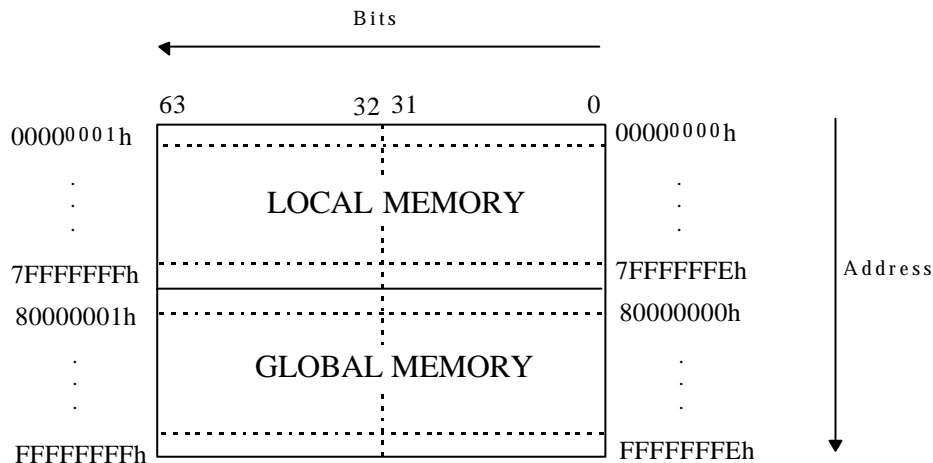 Bits
63 32 31 0
00000001h 00000000h
. .
. .
. .
LOCAL MEMORY
7FFFFFFFh 7FFFFFFEh
Address
80000001h 80000000h
. .
. .
. .
GLOBAL MEMORY
FFFFFFFFh FFFFFFFEh